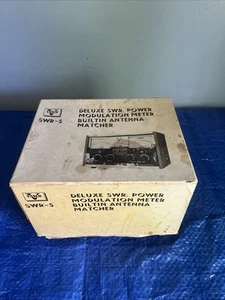 DELUXE SWR. POWER
MODULATION METER
BUILTIN ANTENNA
MATCHER
SWR-5
DELUXE SWR. POWER
MODULATION METER
BUILTIN ANTENNA
MATCHER
SWR-5